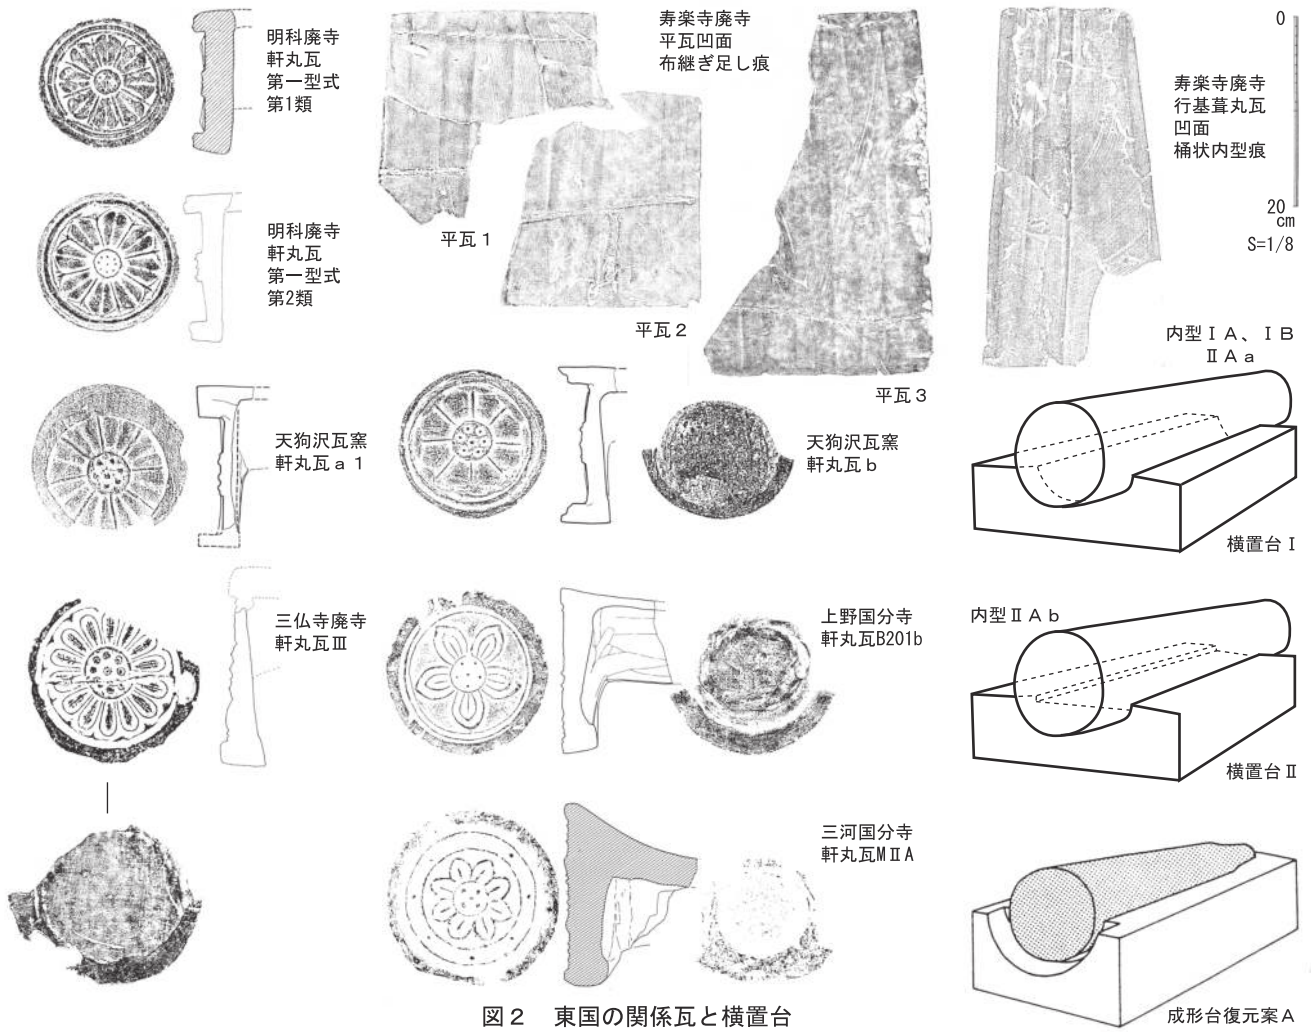 明科廃寺
軒丸瓦
第一型式
第1類
寿楽寺廃寺
平瓦凹面
布継ぎ足し痕
0
寿楽寺廃寺
行基葺丸瓦
凹面
桶状内型痕
20
cm
S=1/8
明科廃寺
軒丸瓦
第一型式
第2類
平瓦1
平瓦2
平瓦3
内型ⅠA、ⅠB
ⅡAa
天狗沢瓦窯
軒丸瓦a1
天狗沢瓦窯
軒丸瓦b
横置台Ⅰ
三仏寺廃寺
軒丸瓦Ⅲ
上野国分寺
軒丸瓦B201b
内型ⅡAb
横置台Ⅱ
三河国分寺
軒丸瓦MⅡA
成形台復元案A
図2 東国の関係瓦と横置台